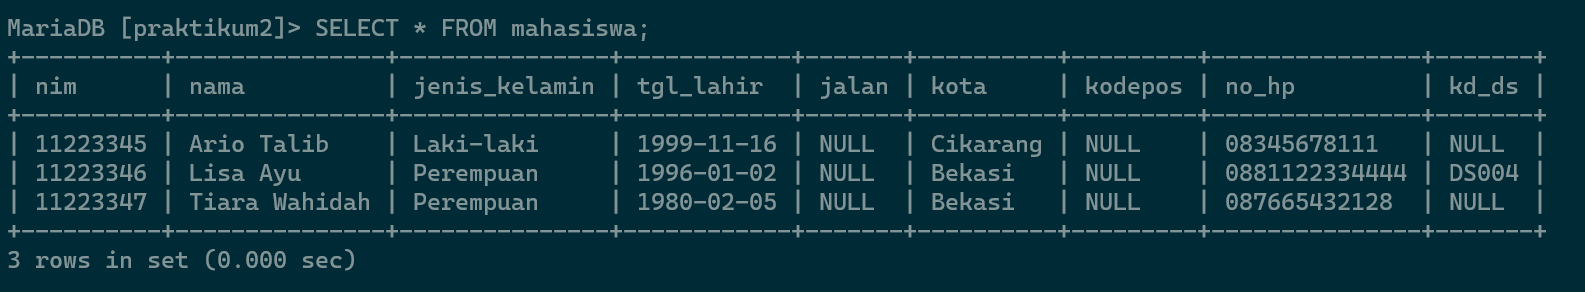 MariaDB [praktikum2]> SELECT * FROM mahasiswa;
+----------+---------------+---------------+------------+-------+----------+---------+---------------+-------+
| nim      | nama          | jenis_kelamin | tgl_lahir  | jalan | kota     | kodepos | no_hp         | kd_ds |
+----------+---------------+---------------+------------+-------+----------+---------+---------------+-------+
| 11223345 | Ario Talib    | Laki-laki     | 1999-11-16 | NULL  | Cikarang | NULL    | 08345678111   | NULL  |
| 11223346 | Lisa Ayu      | Perempuan     | 1996-01-02 | NULL  | Bekasi   | NULL    | 0881122334444 | DS004 |
| 11223347 | Tiara Wahidah | Perempuan     | 1980-02-05 | NULL  | Bekasi   | NULL    | 087665432128  | NULL  |
+----------+---------------+---------------+------------+-------+----------+---------+---------------+-------+
3 rows in set (0.000 sec)